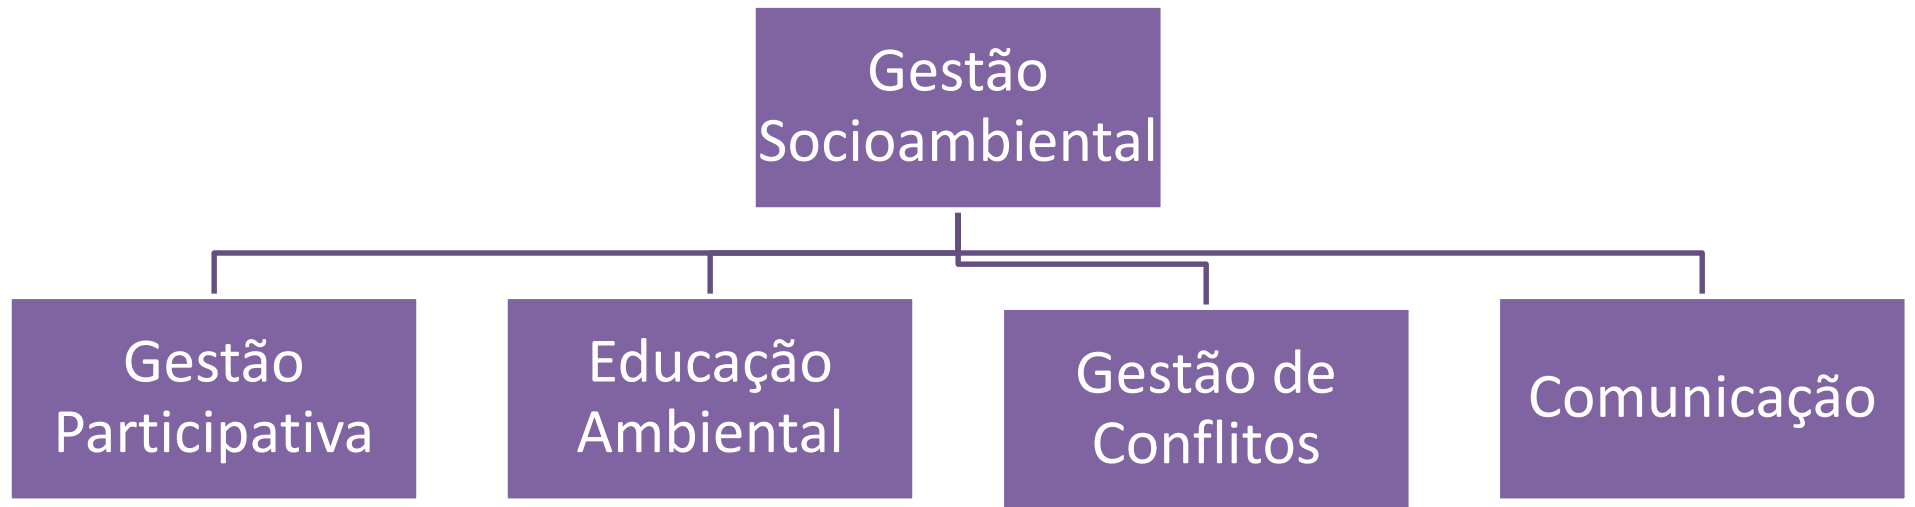 Gestão
Socioambiental
Gestão
Participativa
Educação
Ambiental
Gestão de
Conflitos
Comunicação